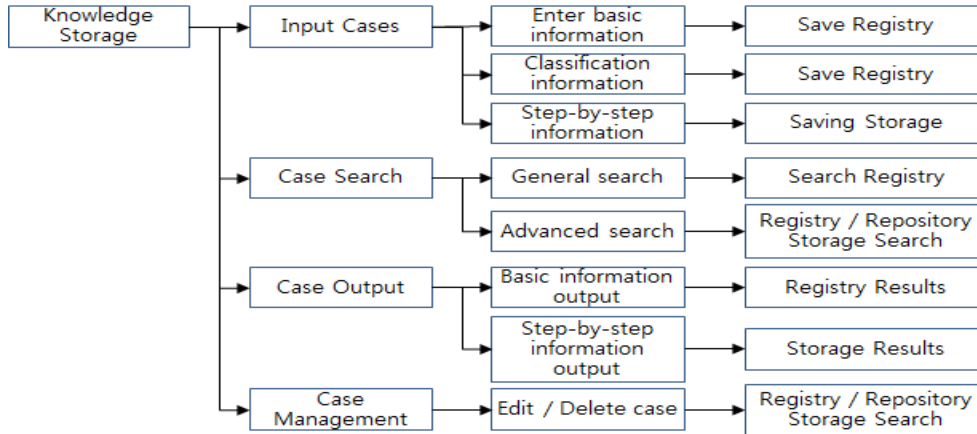 Knowledge
Storage
Input Cases
Enter basic
information
Save Registry
Classification
information
Save Registry
Step-by-step
information
Saving Storage
Case Search
General search
Search Registry
Advanced search
Registry / Repository
Storage Search
Case Output
Basic information
output
Registry Results
Step-by-step
information
output
Storage Results
Case
Management
Edit / Delete case
Registry / Repository
Storage Search